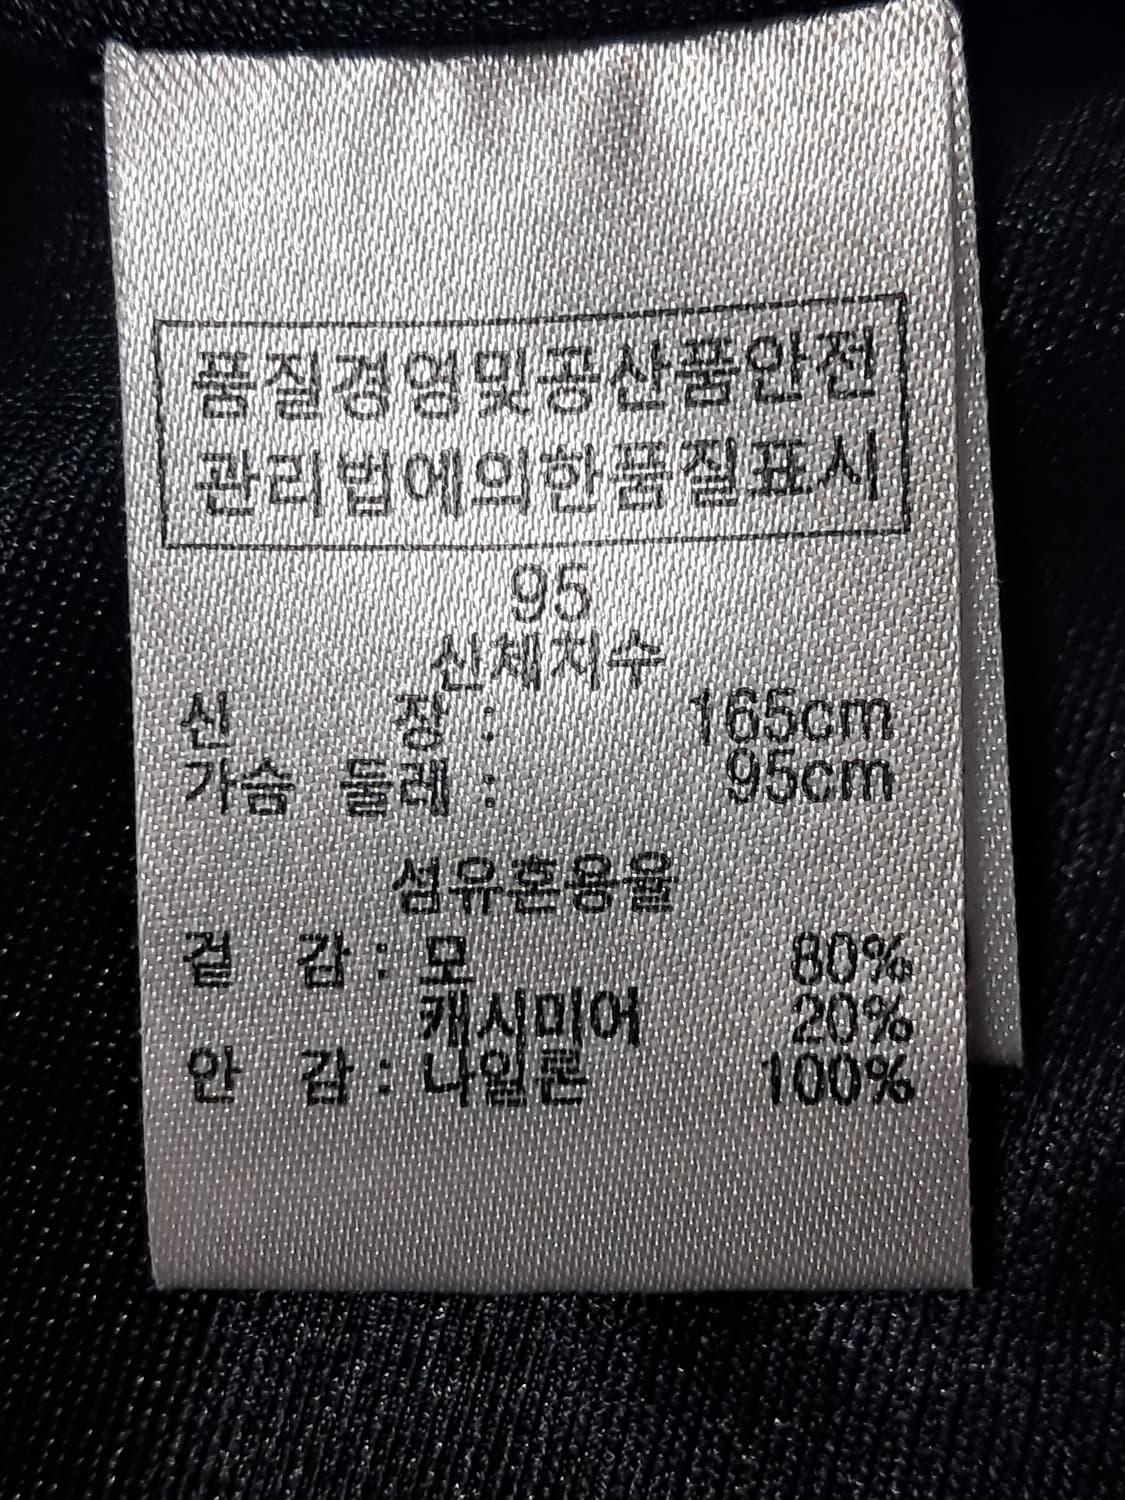 품질경영및공산품안전
관리법에의한품질표시
95
신체치수
신 장 : 165cm
가슴 둘레 : 95cm
섬유혼용율
겉 감 : 모 80%
캐시미어 20%
안 감 : 나일론 100%